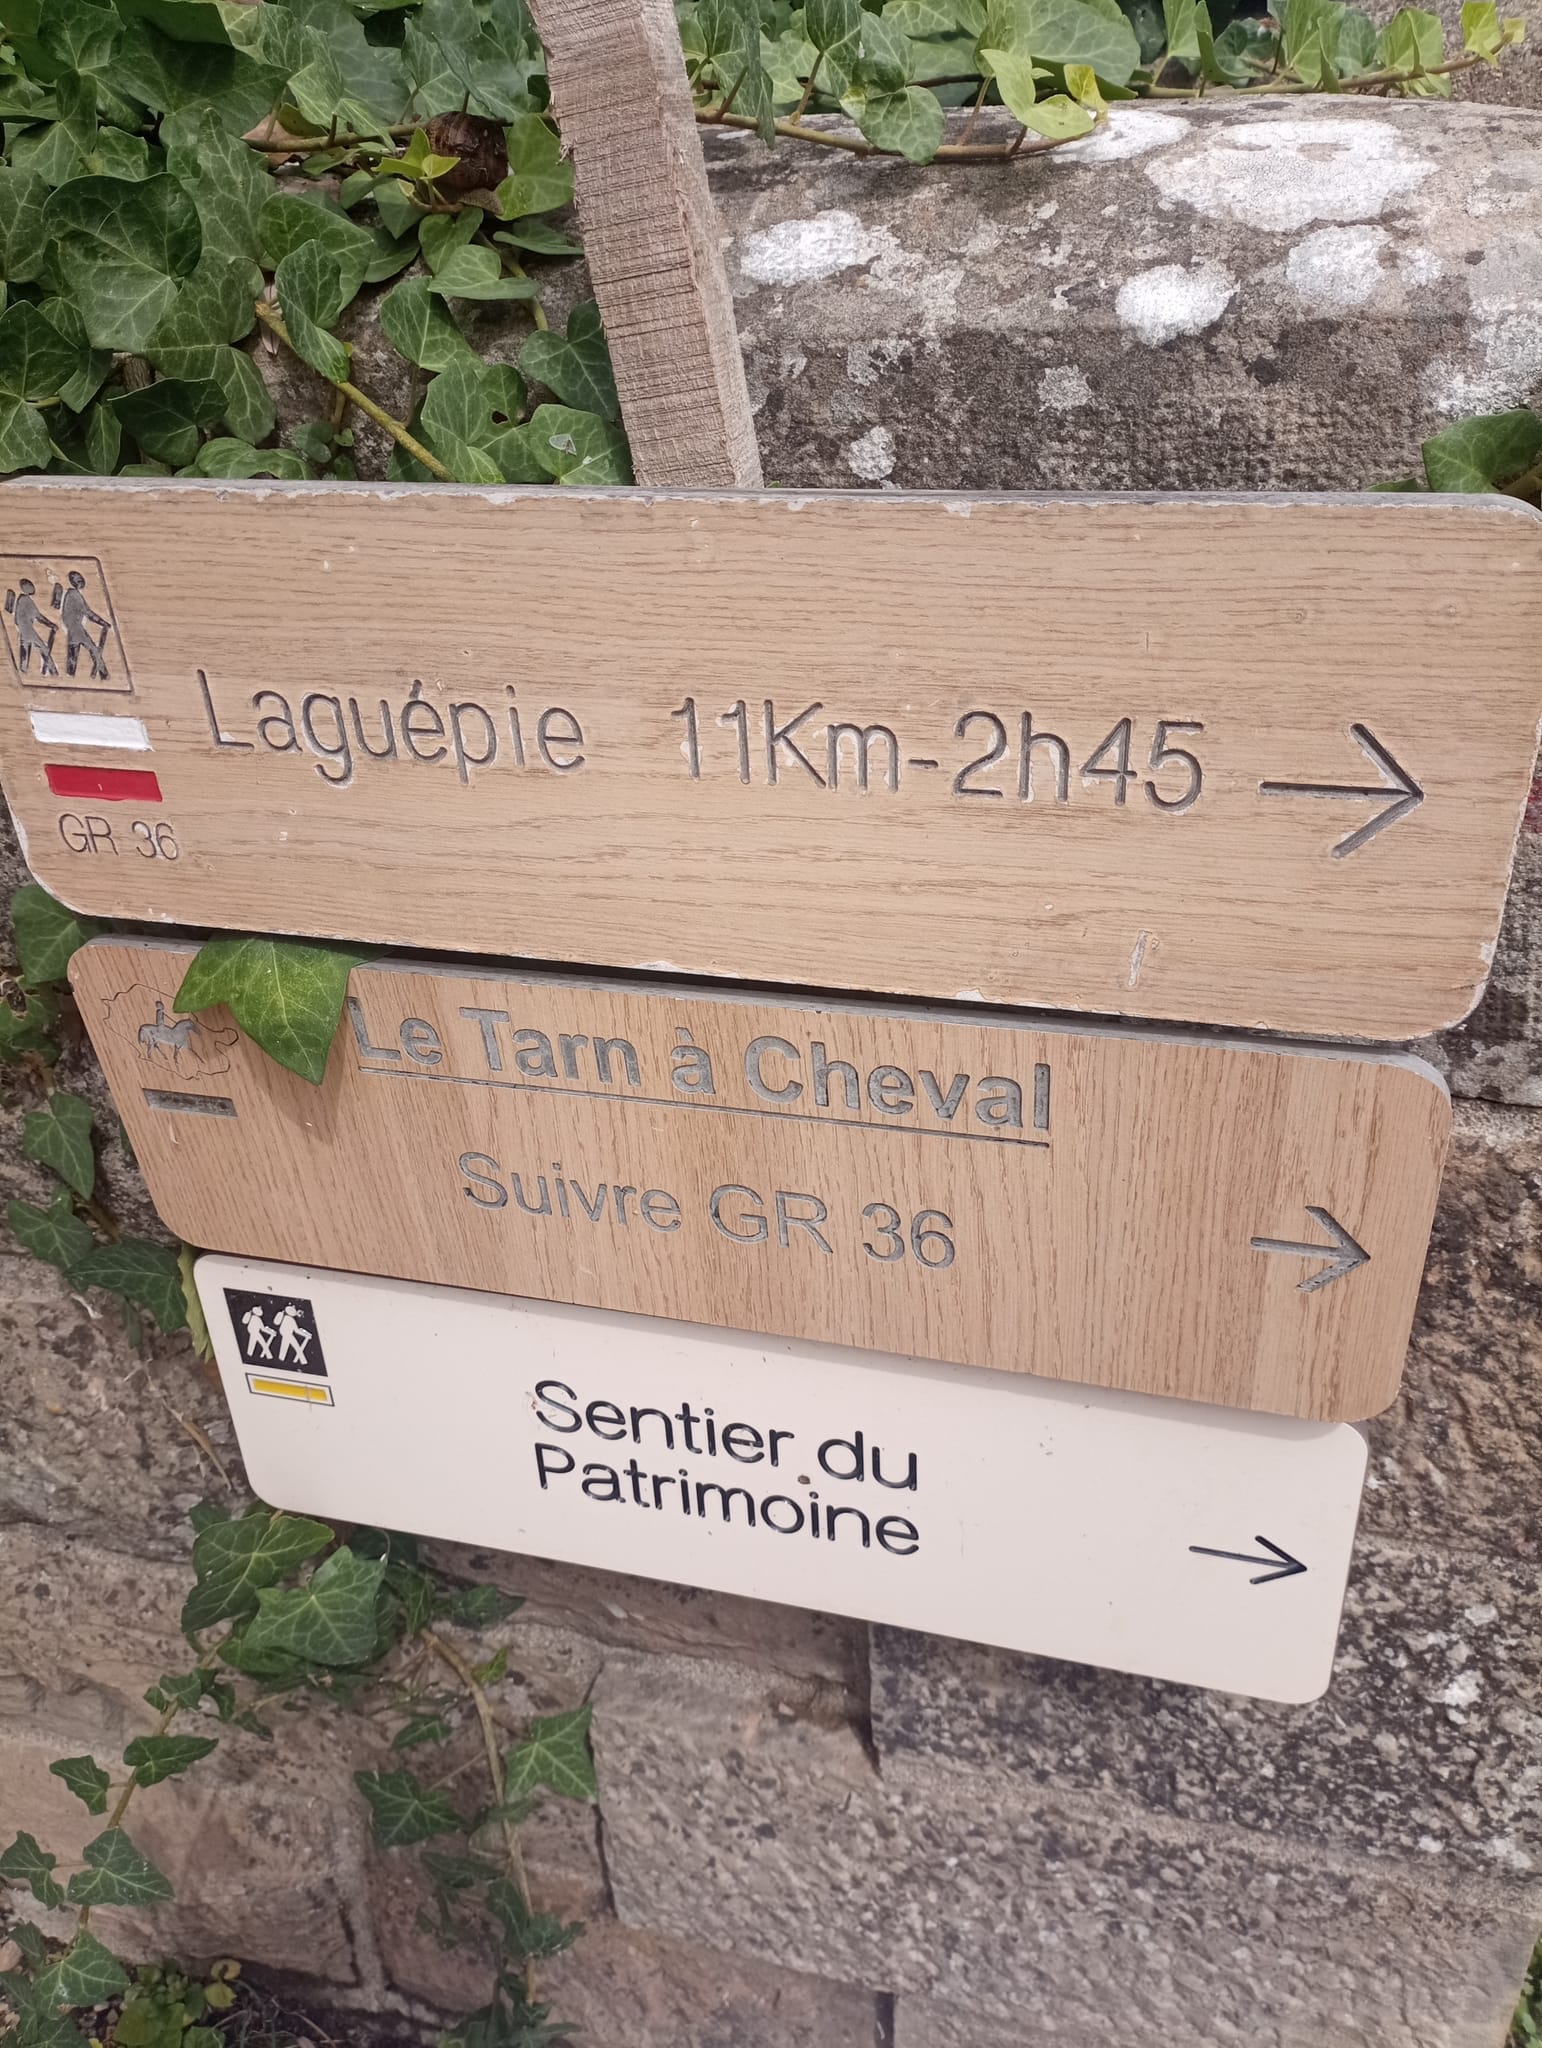 Laguépie 11Km-2h45
GR 36
Le Tarn à Cheval
Suivre GR 36
Sentier du
Patrimoine